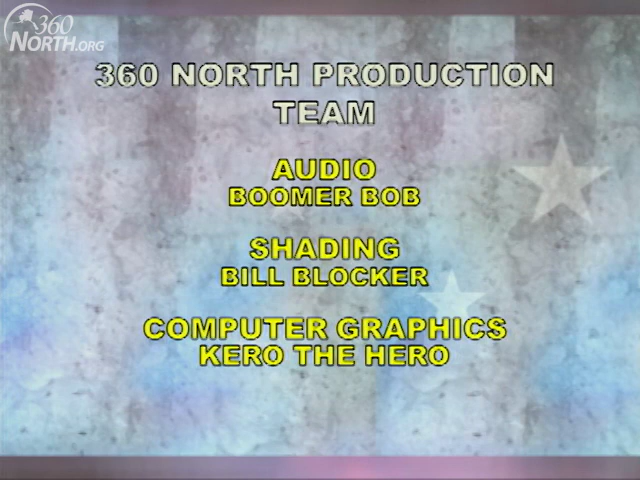 360
NORTH.ORG
360 NORTH PRODUCTION
TEAM
AUDIO
BOOMER BOB
SHADING
BILL BLOCKER
COMPUTER GRAPHICS
KERO THE HERO